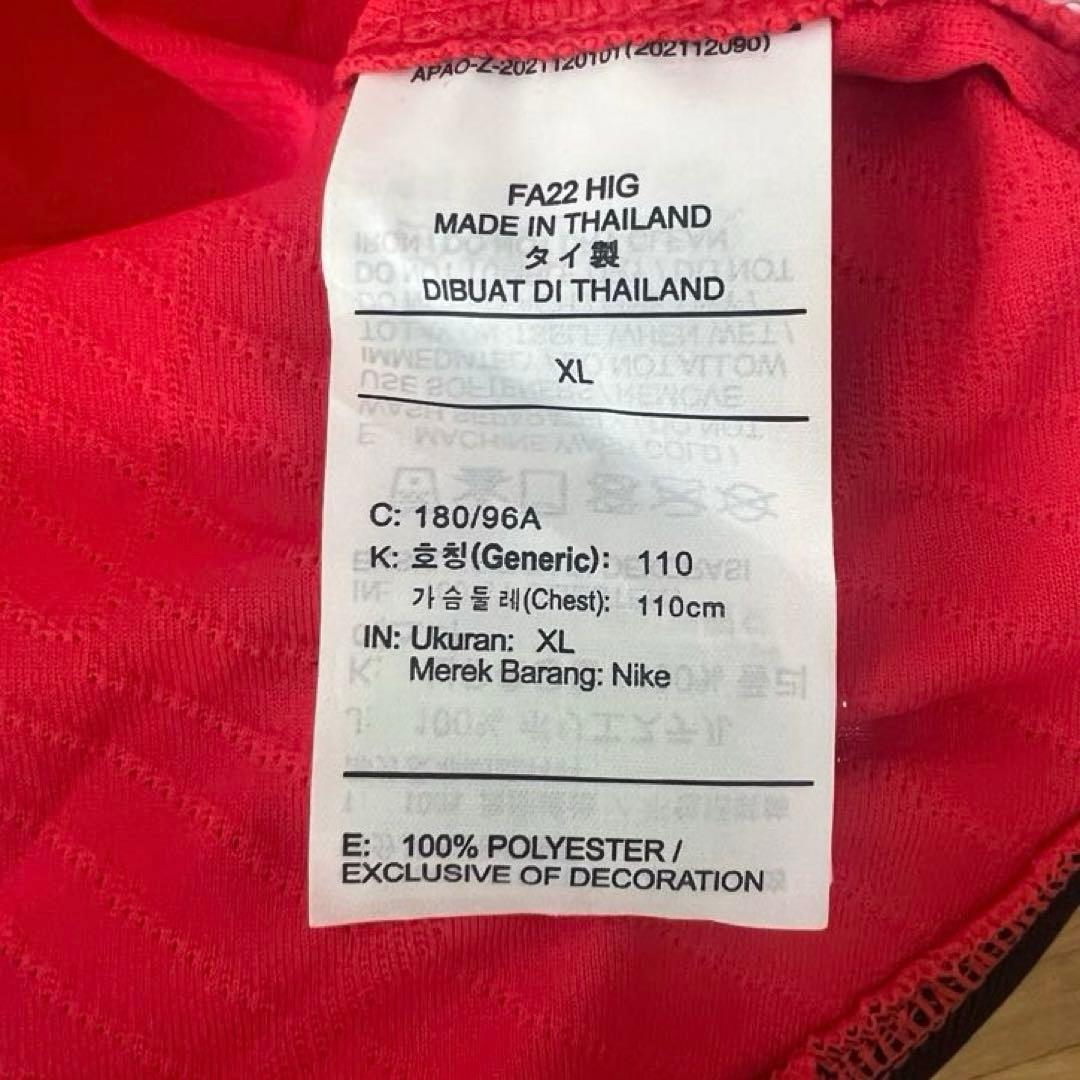 APAO-Z-2021120101(202112090)
FA22 HIG
MADE IN THAILAND
タイ製
DIBUAT DI THAILAND
XL
C: 180/96A
K: 호칭(Generic): 110
가슴둘레(Chest): 110cm
IN: Ukuran: XL
Merek Barang: Nike
E: 100% POLYESTER /
EXCLUSIVE OF DECORATION